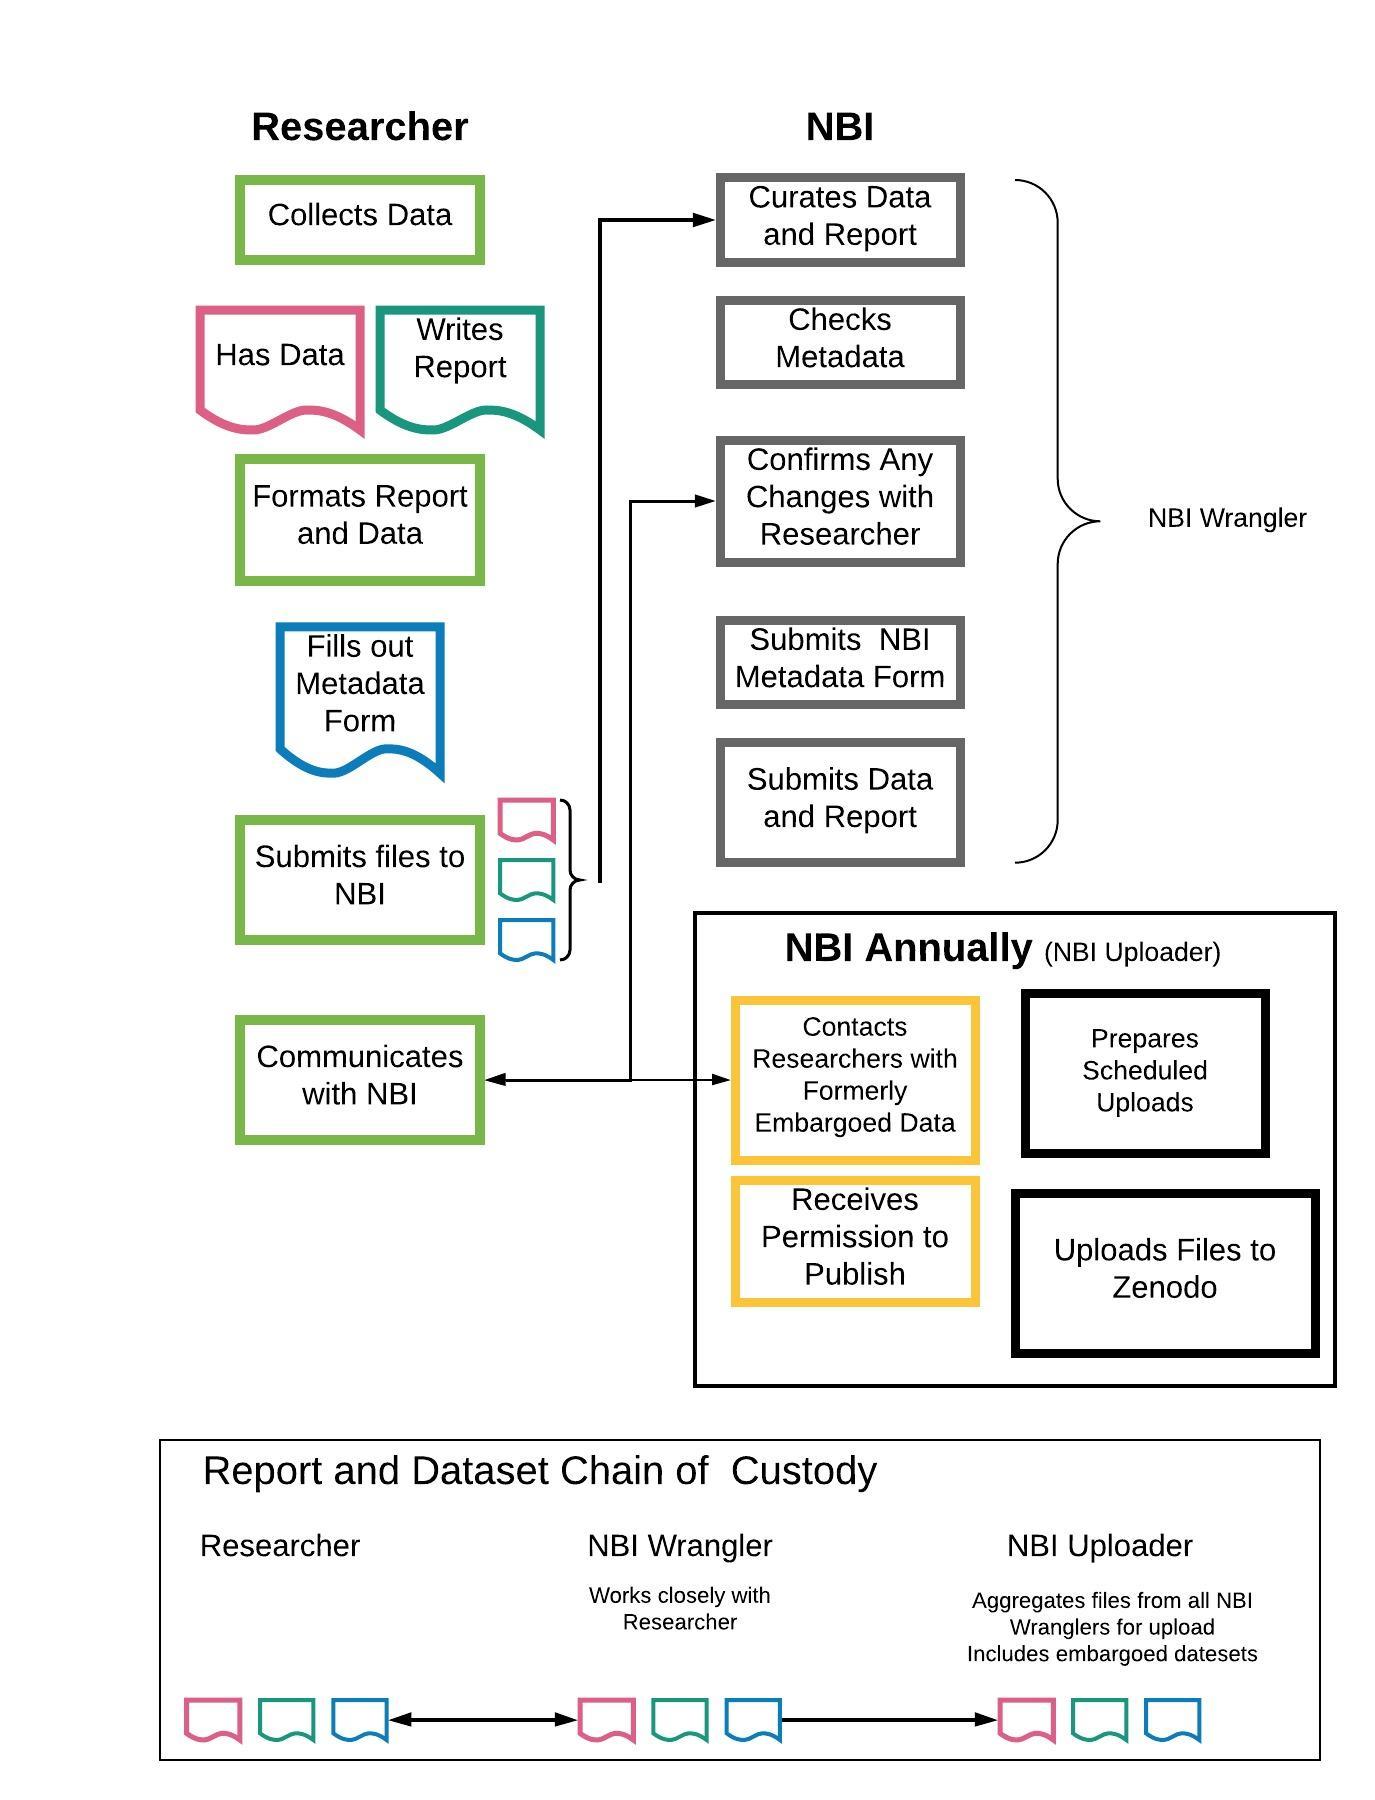 Researcher
Collects Data
Has Data
Writes
Report
Formats Report
and Data
Fills out
Metadata
Form
Submits files to
NBI
Communicates
with NBI
NBI
Curates Data
and Report
Checks
Metadata
Confirms Any
Changes with
Researcher
Submits  NBI
Metadata Form
Submits Data
and Report
NBI Wrangler
NBI Annually (NBI Uploader)
Contacts
Researchers with
Formerly
Embargoed Data
Receives
Permission to
Publish
Prepares
Scheduled
Uploads
Uploads Files to
Zenodo
Report and Dataset Chain of  Custody
Researcher
NBI Wrangler
Works closely with
Researcher
NBI Uploader
Aggregates files from all NBI
Wranglers for upload
Includes embargoed datesets